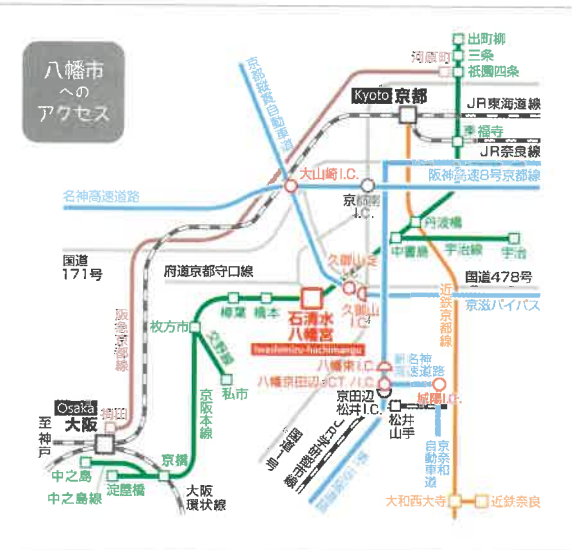 八幡市
への
アクセス
出町柳
三条
祇園四条
河原町
京都縦貫自動車道
Kyoto 京都
JR東海道線
東福寺
JR奈良線
大山崎I.C.
阪神高速8号京都線
名神高速道路
京都南
I.C.
丹波橋
中書島
宇治線
宇治
国道
171号
府道京都守口線
久御山淀
I.C.
国道478号
京滋バイパス
久御山
I.C.
近鉄京都線
樟葉
橋本
石清水
八幡宮
Iwashimizu-hachimangu
阪急京都線
枚方市
交野線
私市
京阪本線
八幡東I.C.
八幡京田辺JCT./I.C.
新名神
高速道路
城陽I.C.
京田辺
松井I.C.
松井
山手
国道1号
JR学研都市線
京奈和
自動車道
Osaka
大阪
梅田
至神戸
京橋
中之島
中之島線
淀屋橋
大阪
環状線
大和西大寺
近鉄奈良